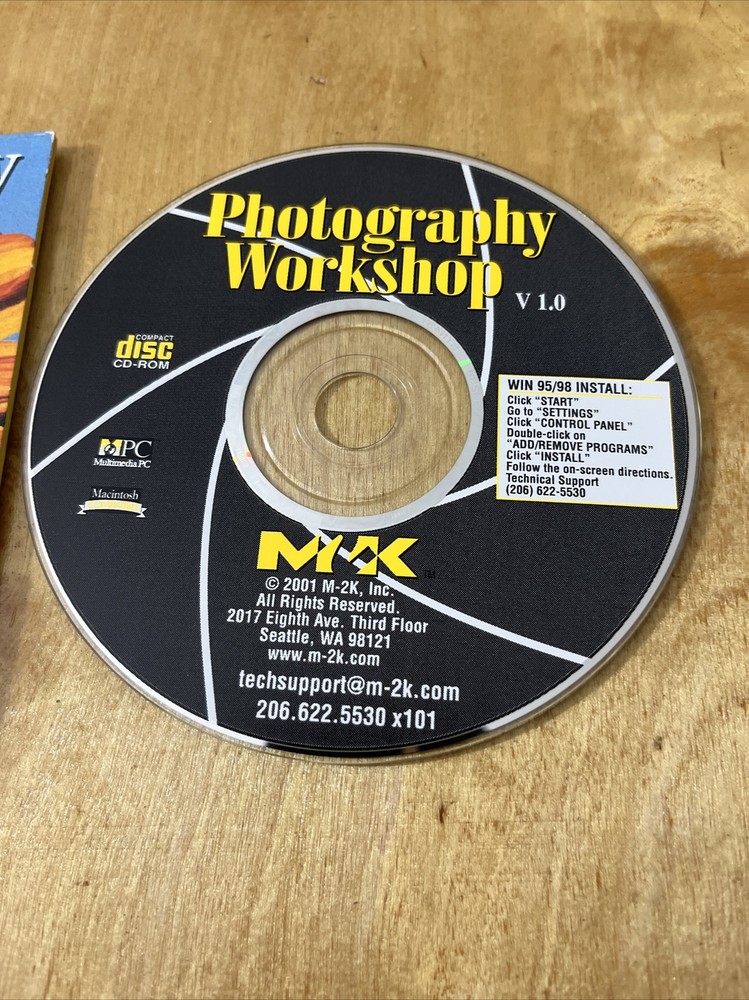 Photography
Workshop
V 1.0
COMPACT
disc
CD-ROM
WIN 95/98 INSTALL:
Click “START”
Go to “SETTINGS”
Click “CONTROL PANEL”
Double-click on
“ADD/REMOVE PROGRAMS”
Click “INSTALL”
Follow the on-screen directions.
Technical Support
(206) 622-5530
MPC
Multimedia PC
Macintosh
M2K TM
© 2001 M-2K, Inc.
All Rights Reserved.
2017 Eighth Ave. Third Floor
Seattle, WA 98121
www.m-2k.com
techsupport@m-2k.com
206.622.5530 x101